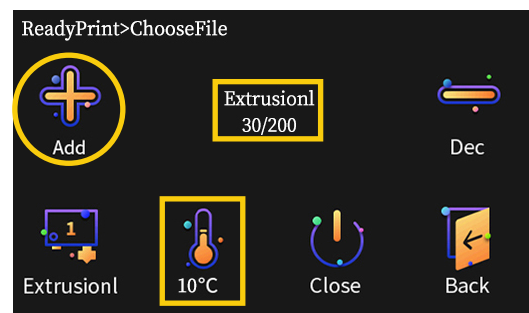 ReadyPrint>ChooseFile
Extrusionl
30/200
Add
Dec
1
Extrusionl
10°C
Close
Back